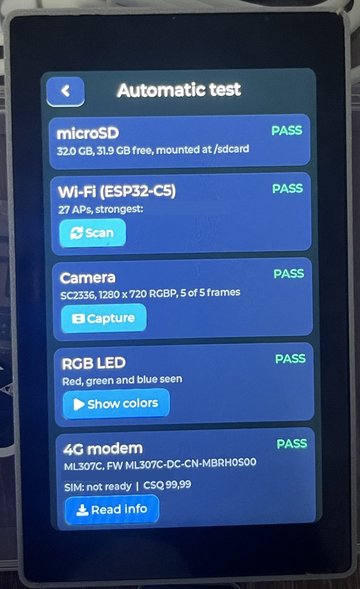 Automatic test
microSD PASS
32.0 GB, 31.9 GB free, mounted at /sdcard
Wi-Fi (ESP32-C5) PASS
27 APs, strongest:
Scan
Camera PASS
SC2336, 1280 x 720 RGBP, 5 of 5 frames
Capture
RGB LED PASS
Red, green and blue seen
Show colors
4G modem PASS
ML307C, FW ML307C-DC-CN-MBRH0S00
SIM: not ready | CSQ 99,99
Read info